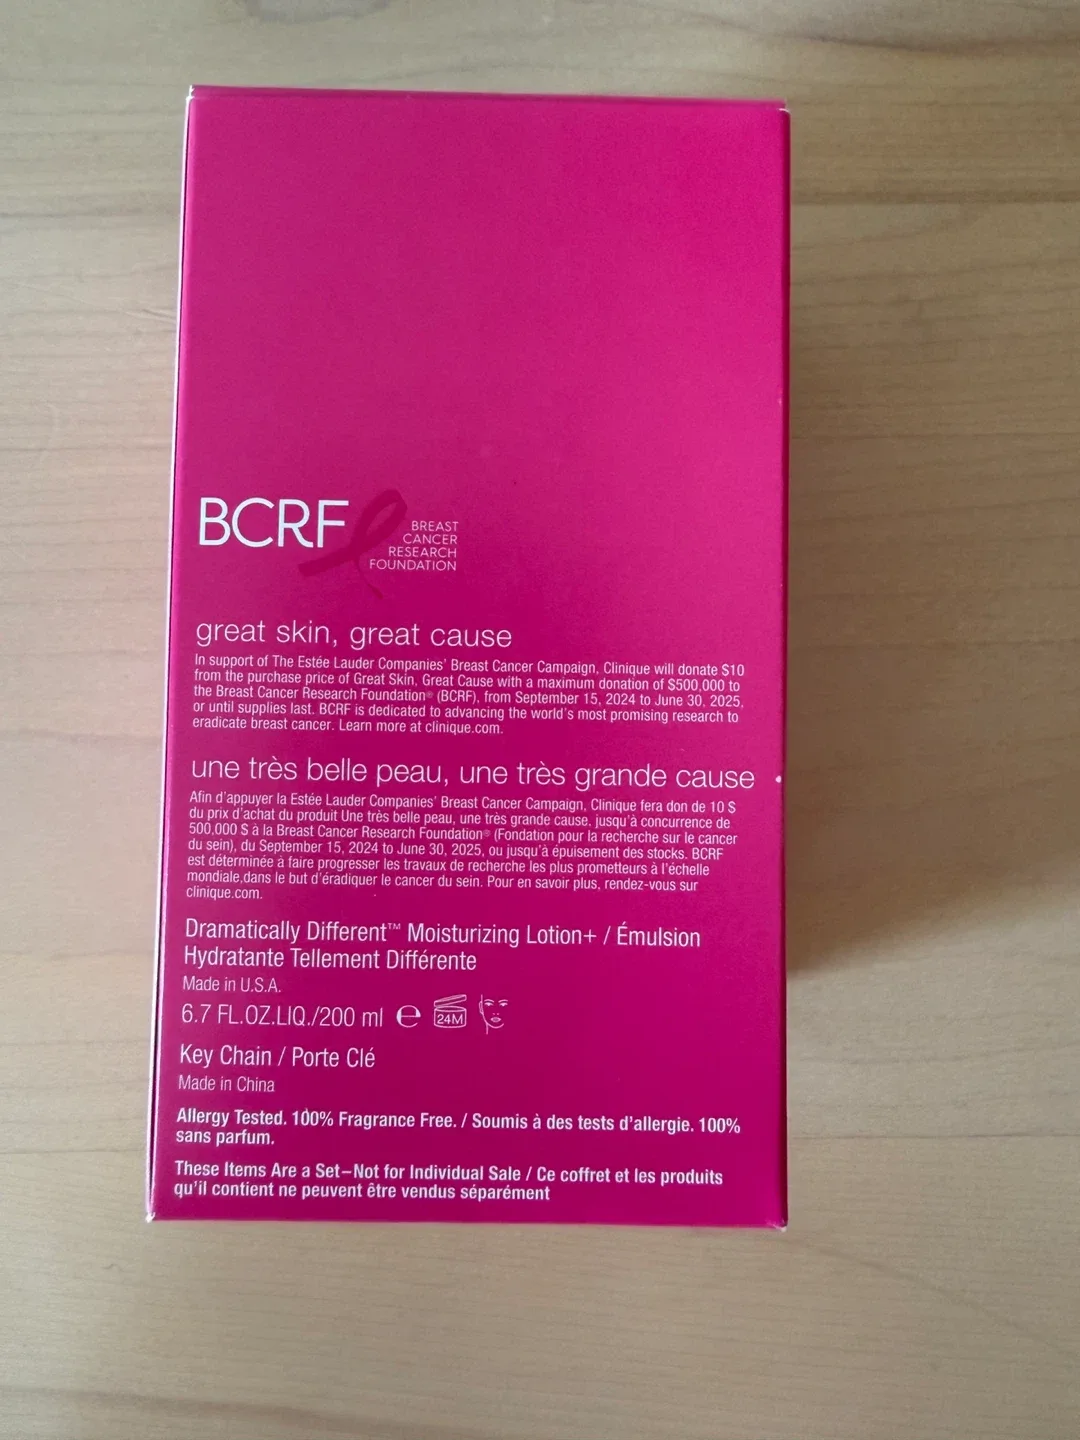 BCRF
BREAST
CANCER
RESEARCH
FOUNDATION
great skin, great cause
In support of The Estée Lauder Companies' Breast Cancer Campaign, Clinique will donate $10
from the purchase price of Great Skin, Great Cause with a maximum donation of $500,000 to
the Breast Cancer Research Foundation® (BCRF), from September 15, 2024 to June 30, 2025,
or until supplies last. BCRF is dedicated to advancing the world's most promising research to
eradicate breast cancer. Learn more at clinique.com.
une très belle peau, une très grande cause
Afin d'appuyer la Estée Lauder Companies' Breast Cancer Campaign, Clinique fera don de 10 $
du prix d'achat du produit Une très belle peau, une très grande cause. jusqu'à concurrence de
500,000 $ à la Breast Cancer Research Foundation® (Fondation pour la recherche sur le cancer
du sein), du September 15, 2024 to June 30, 2025, ou jusqu'à épuisement des stocks. BCRF
est déterminée à faire progresser les travaux de recherche les plus prometteurs à l'échelle
mondiale,dans le but d'éradiquer le cancer du sein. Pour en savoir plus, rendez-vous sur
clinique.com.
Dramatically Different™ Moisturizing Lotion+ / Émulsion
Hydratante Tellement Différente
Made in U.S.A.
6.7 FL.OZ.LIQ./200 ml ℮ 24M
Key Chain / Porte Clé
Made in China
Allergy Tested. 100% Fragrance Free. / Soumis à des tests d'allergie. 100%
sans parfum.
These Items Are a Set–Not for Individual Sale / Ce coffret et les produits
qu'il contient ne peuvent être vendus séparément